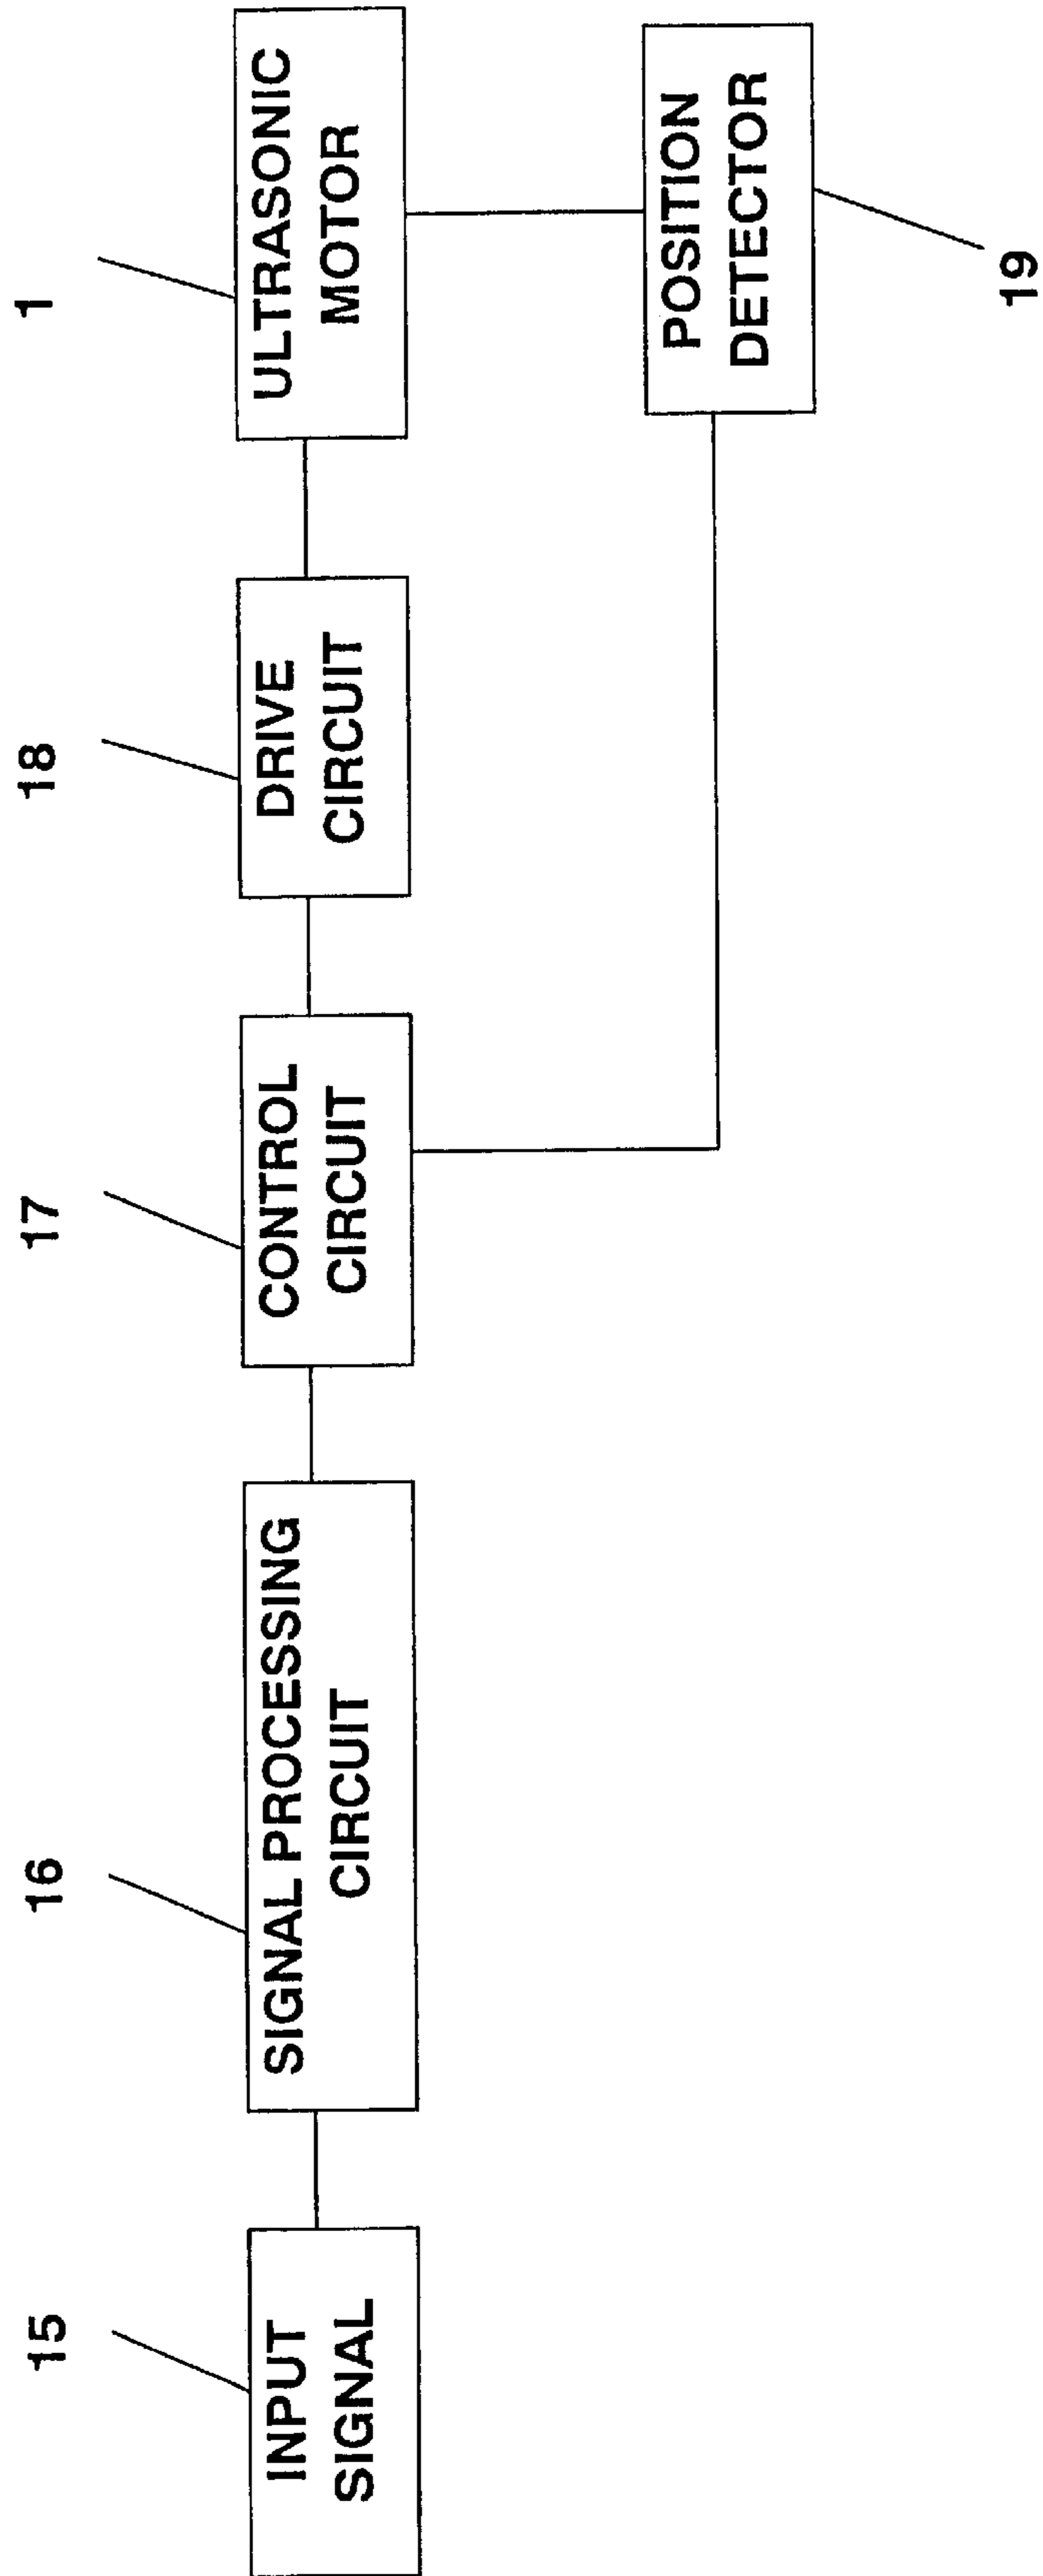 15
INPUT
SIGNAL
16
SIGNAL PROCESSING
CIRCUIT
17
CONTROL
CIRCUIT
18
DRIVE
CIRCUIT
1
ULTRASONIC
MOTOR
POSITION
DETECTOR
19